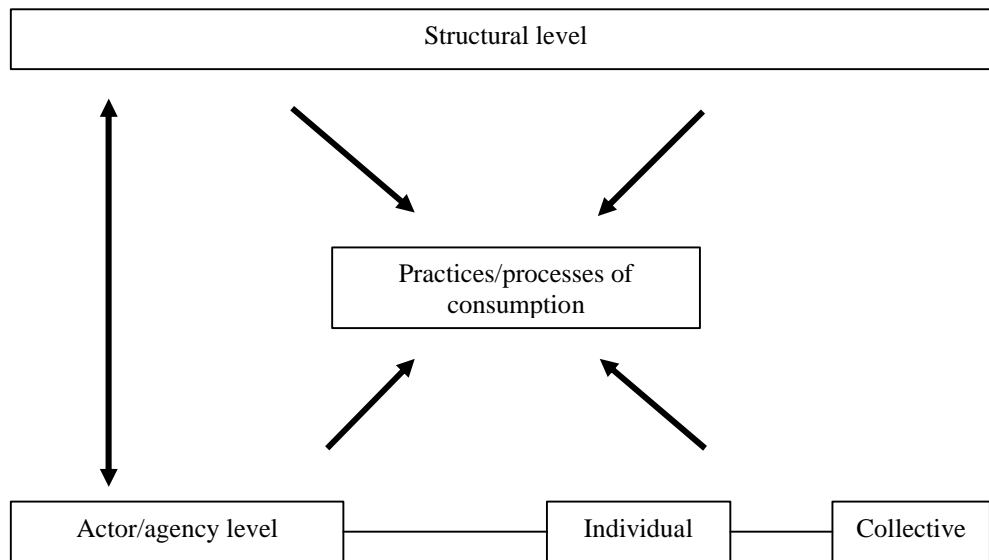 Structural level
Practices/processes of
consumption
Actor/agency level
Individual
Collective